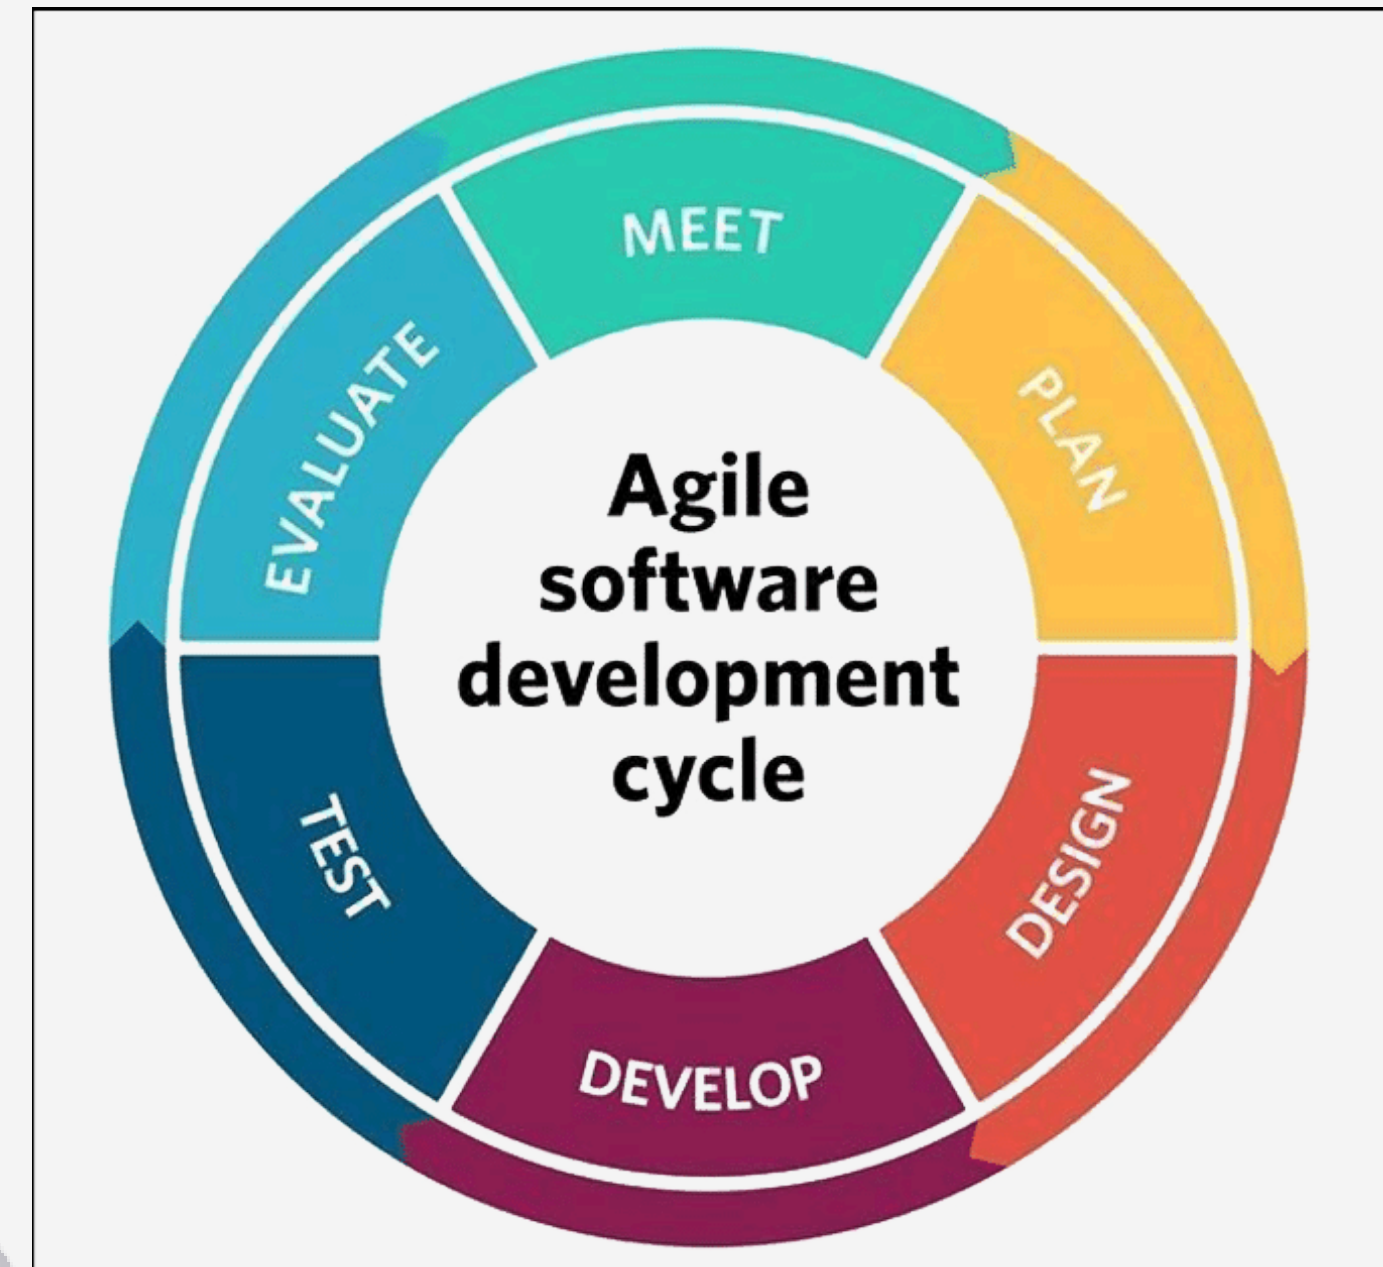 MEET
PLAN
DESIGN
DEVELOP
TEST
EVALUATE
Agile
software
development
cycle